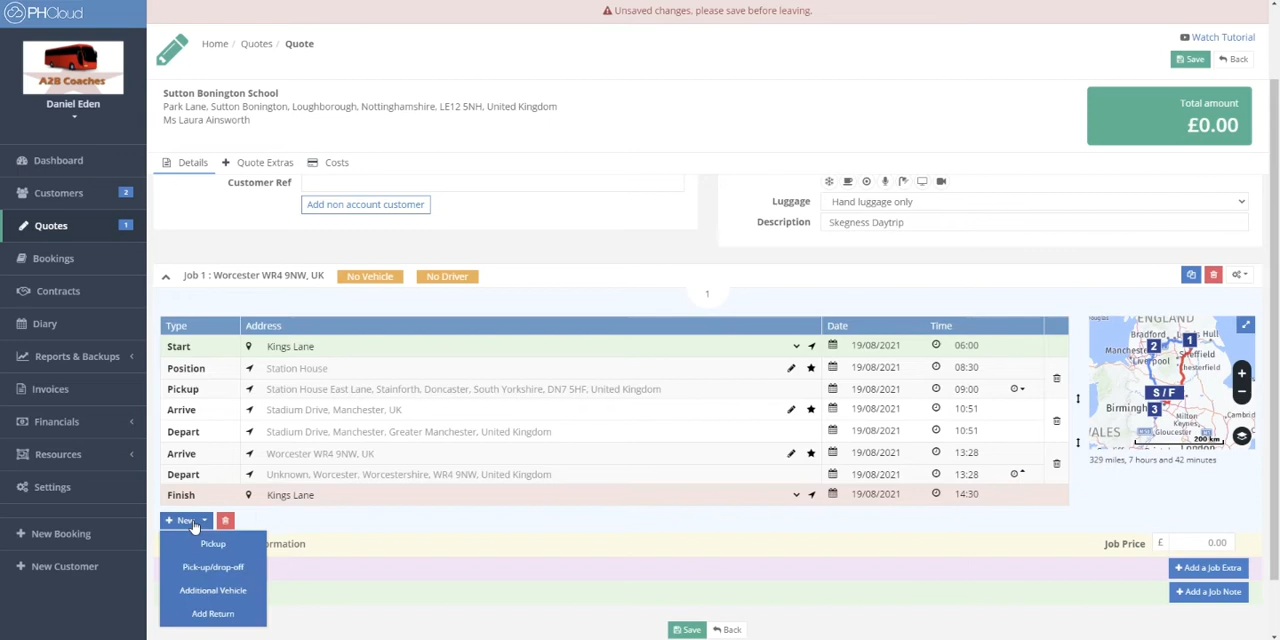 PHCloud
Unsaved changes, please save before leaving.
A2B Coaches
Daniel Eden
Home / Quotes / Quote
Watch Tutorial
Save Back
Sutton Bonington School
Park Lane, Sutton Bonington, Loughborough, Nottinghamshire, LE12 5NH, United Kingdom
Ms Laura Ainsworth
Total amount
£0.00
Dashboard
Customers 2
Quotes 1
Bookings
Contracts
Diary
Reports & Backups
Invoices
Financials
Resources
Settings
New Booking
New Customer
Details Quote Extras Costs
Customer Ref
Add non account customer
Luggage Hand luggage only
Description Skegness Daytrip
Job 1 : Worcester WR4 9NW, UK No Vehicle No Driver
1
Type Address Date Time
Start Kings Lane 19/08/2021 06:00
Position Station House 19/08/2021 08:30
Pickup Station House East Lane, Stainforth, Doncaster, South Yorkshire, DN7 5HF, United Kingdom 19/08/2021 09:00
Arrive Stadium Drive, Manchester, UK 19/08/2021 10:51
Depart Stadium Drive, Manchester, Greater Manchester, United Kingdom 19/08/2021 10:51
Arrive Worcester WR4 9NW, UK 19/08/2021 13:28
Depart Unknown, Worcester, Worcestershire, WR4 9NW, United Kingdom 19/08/2021 13:28
Finish Kings Lane 19/08/2021 14:30
ENGLAND
Bradford
Manchester
Liverpool
Sheffield
Chesterfield
Birmingh
Milton
Keynes
Cambrid
WALES
Gloucester
1
2
S / F
3
200 km
329 miles, 7 hours and 42 minutes
New
Pickup
Pick-up/drop-off
Additional Vehicle
Add Return
ormation
Job Price £ 0.00
Add a Job Extra
Add a Job Note
Save Back